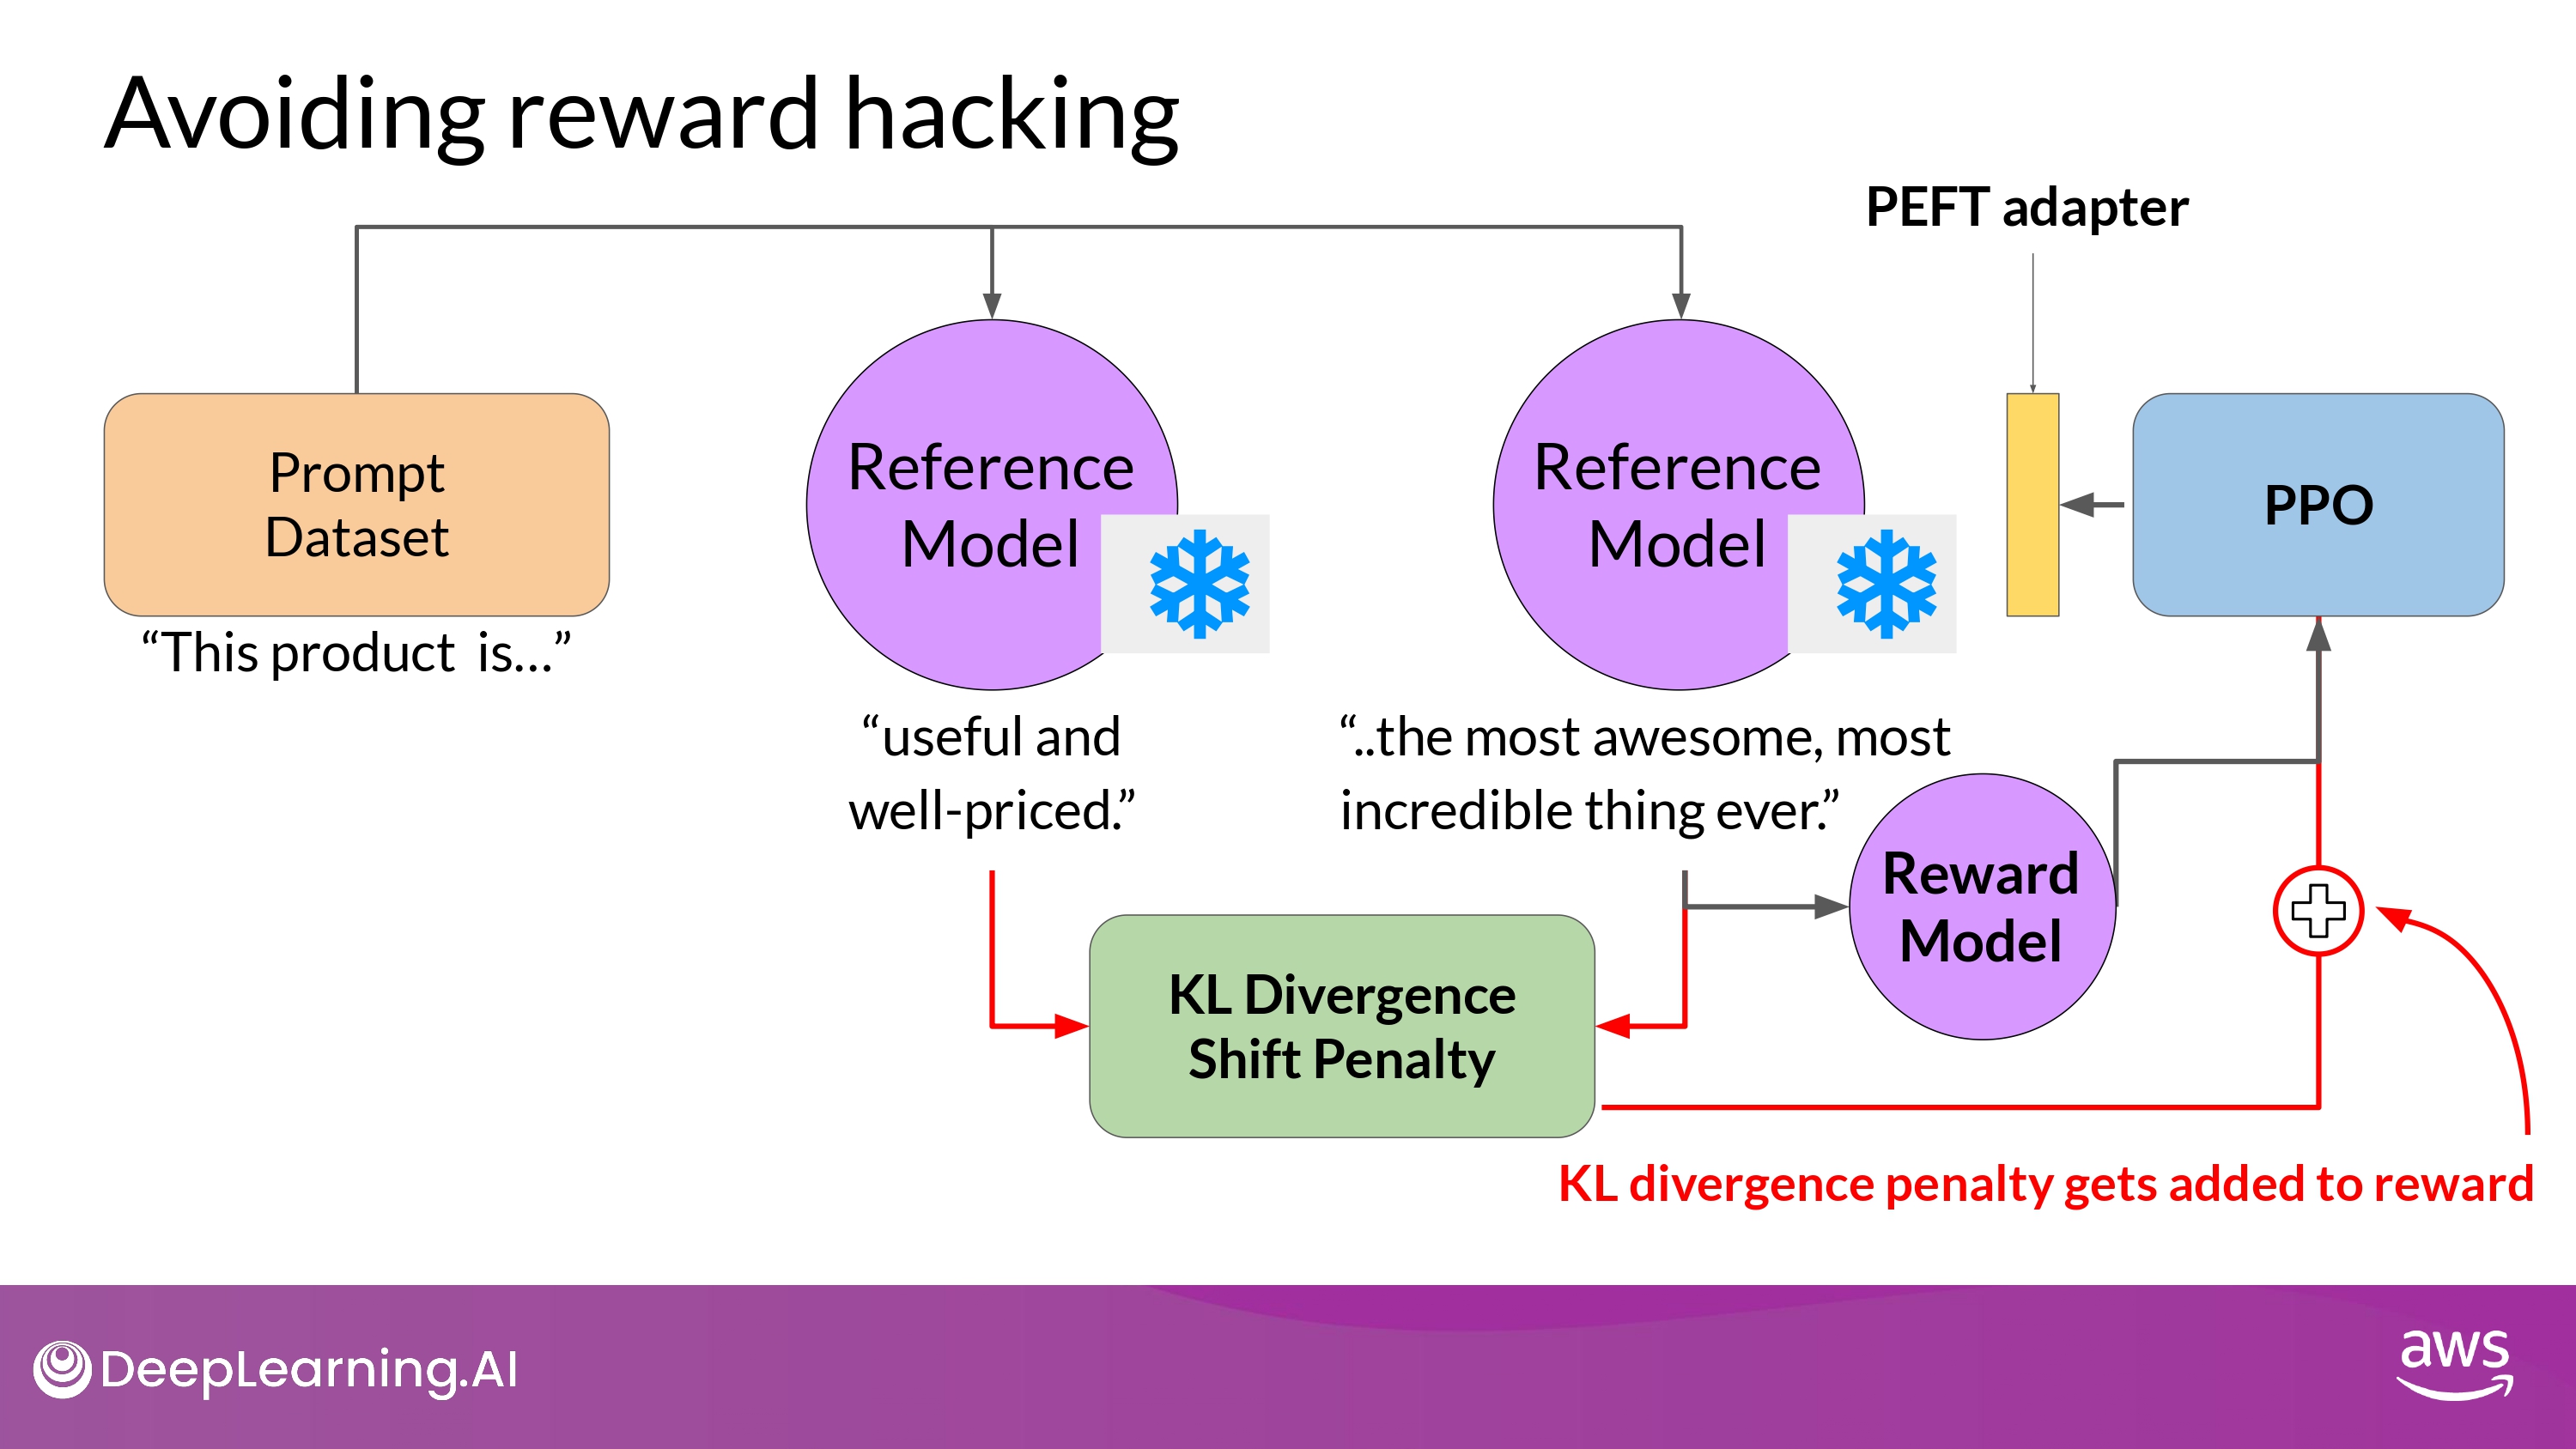 Avoiding reward hacking
PEFT adapter
Prompt
Dataset
“This product is...”
Reference
Model
“useful and
well-priced.”
Reference
Model
“..the most awesome, most
incredible thing ever.”
PPO
Reward
Model
KL Divergence
Shift Penalty
KL divergence penalty gets added to reward
DeepLearning.AI
aws